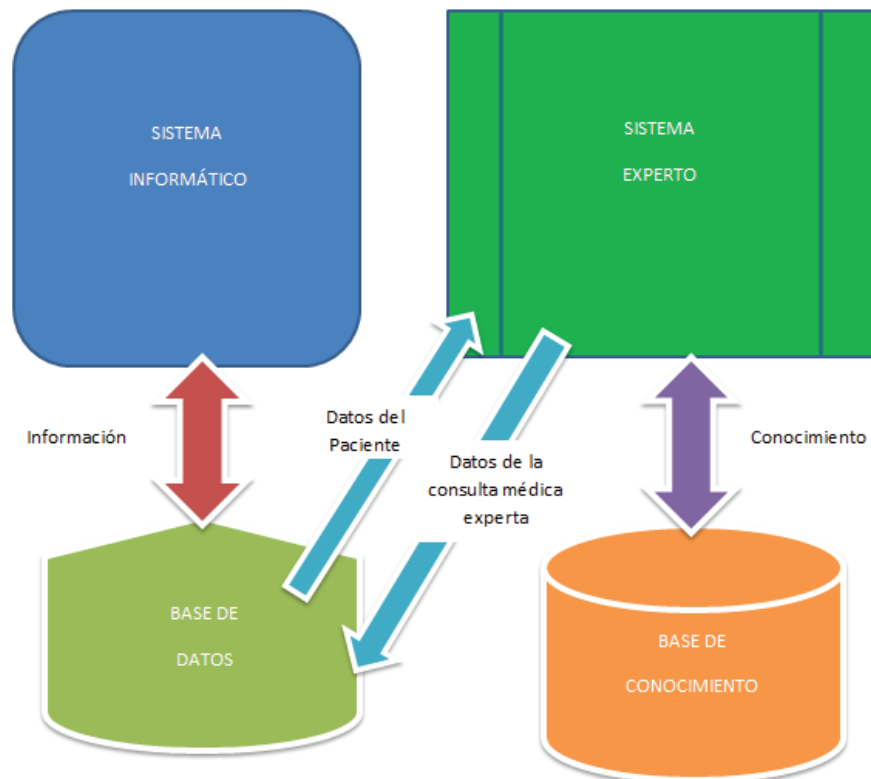 SISTEMA
INFORMÁTICO
SISTEMA
EXPERTO
Información
Datos del
Paciente
Datos de la
consulta médica
experta
Conocimiento
BASE DE
DATOS
BASE DE
CONOCIMIENTO